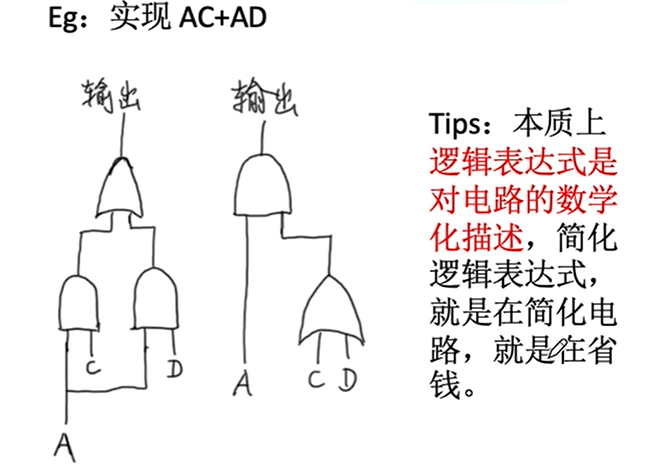 Eg：实现 AC+AD
输出
输出
Tips：本质上
逻辑表达式是
对电路的数学
化描述，简化
逻辑表达式，
就是在简化电
路，就是在省
钱。
C
D
A
A
C D